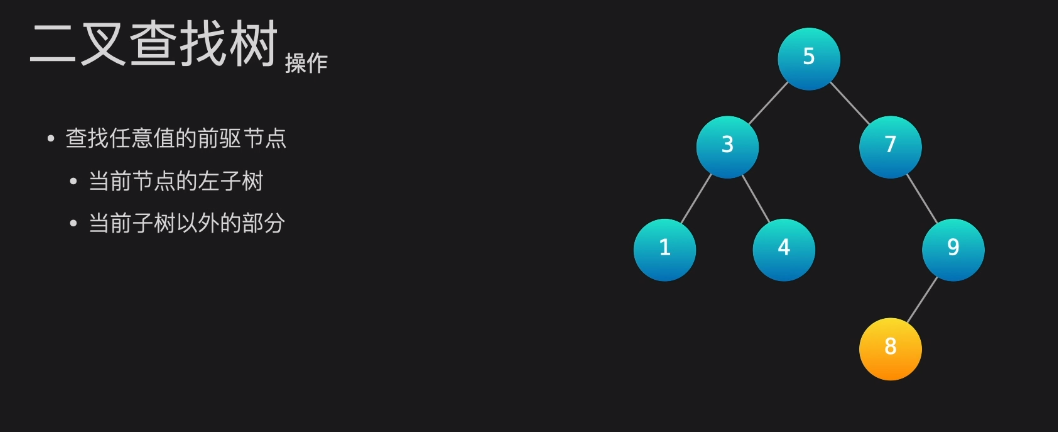 二叉查找树 操作
• 查找任意值的前驱节点
• 当前节点的左子树
• 当前子树以外的部分
5
3
7
1
4
9
8